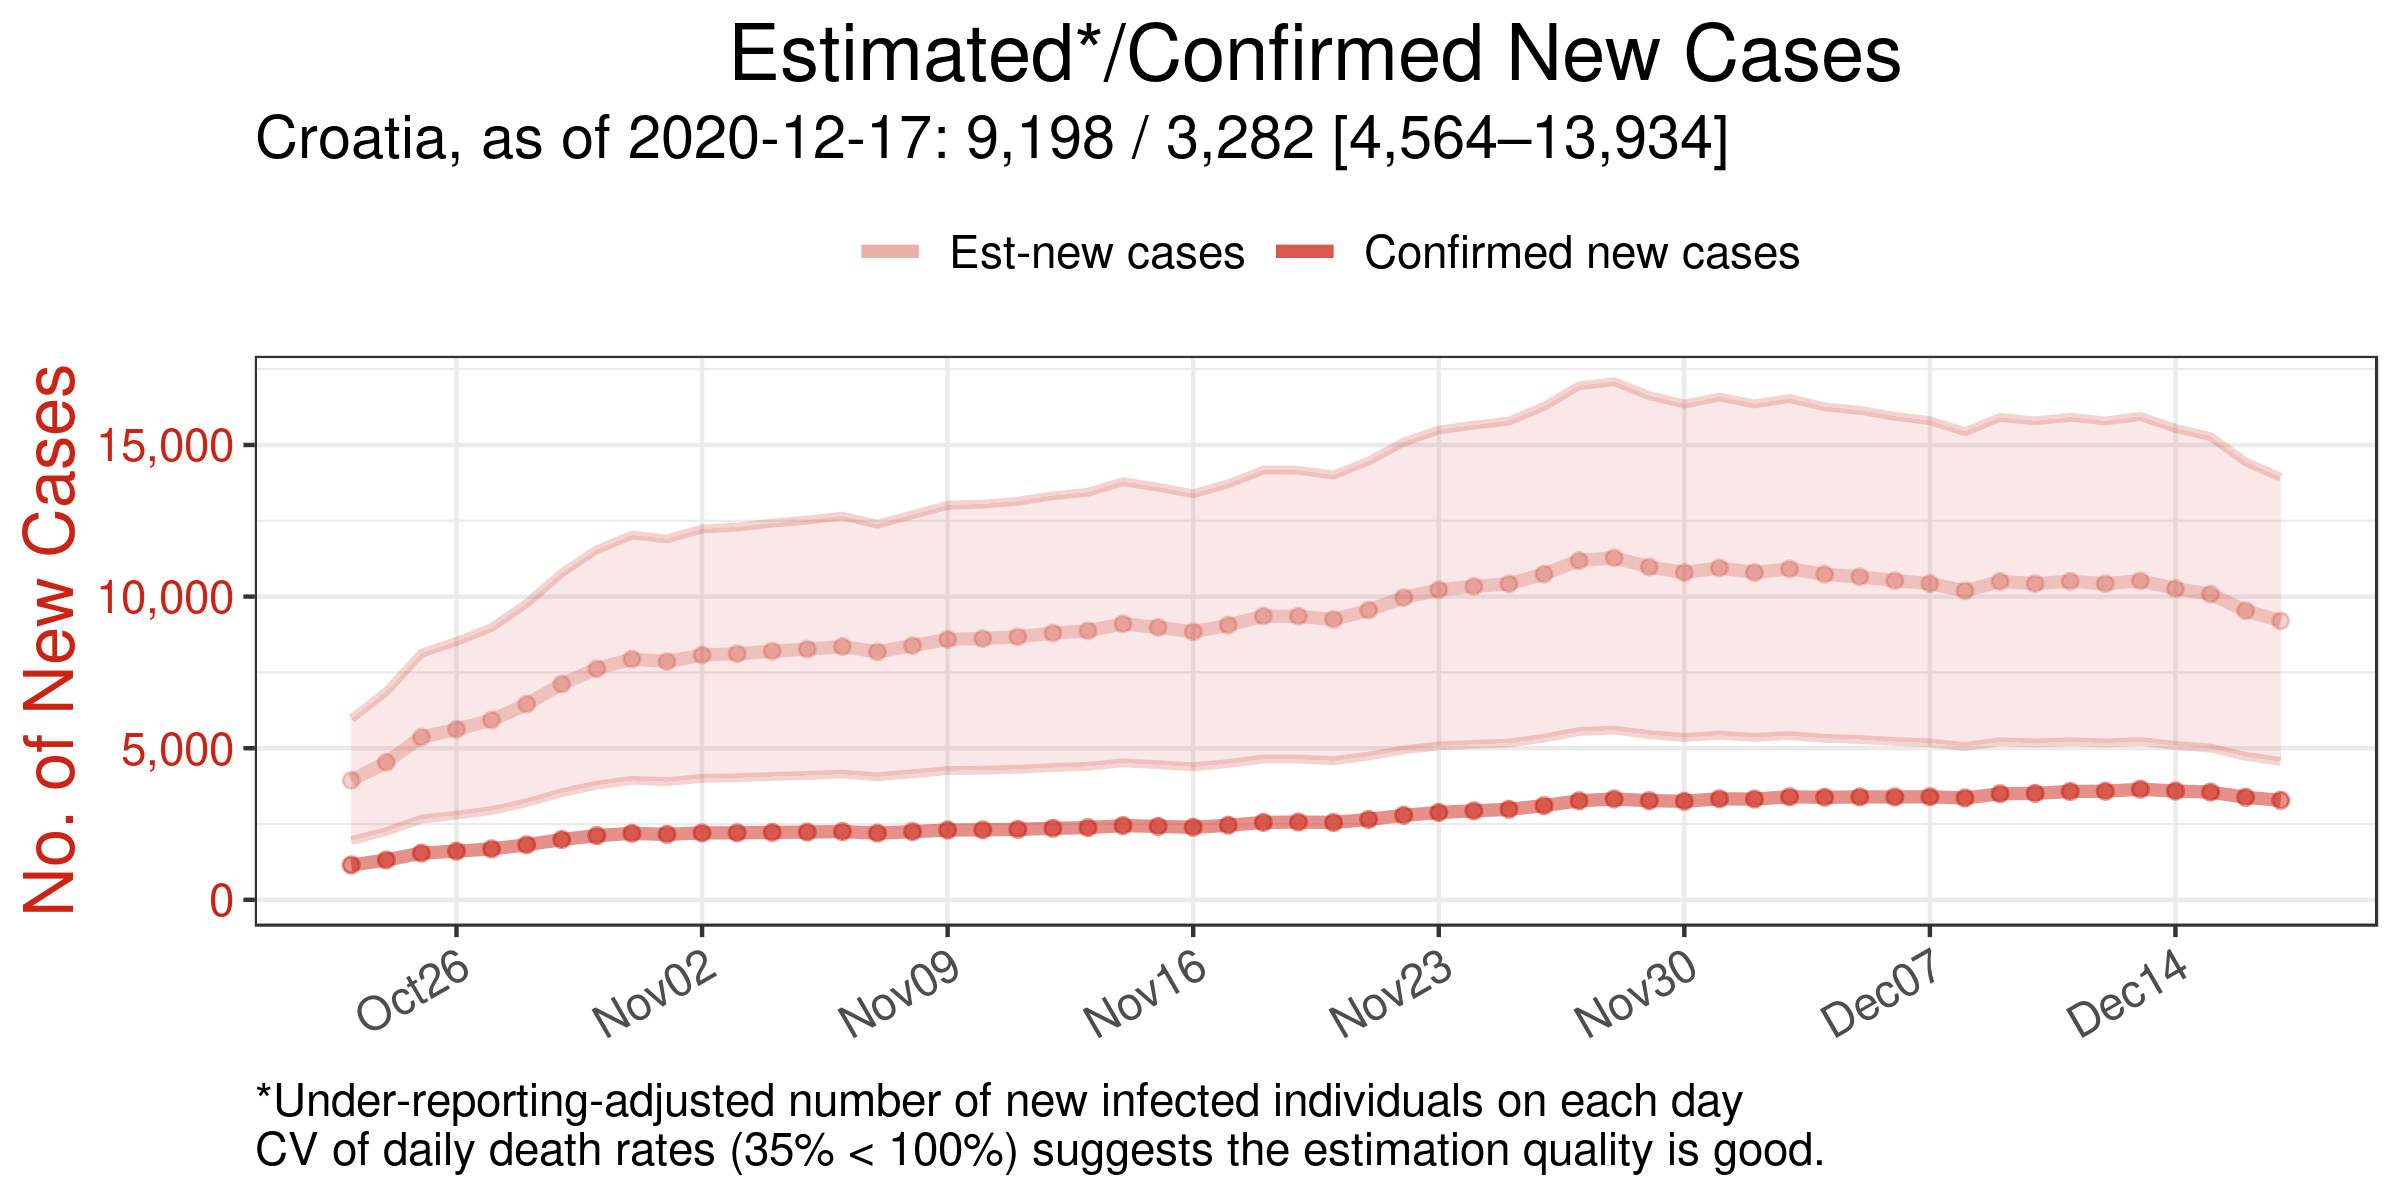 Estimated*/Confirmed New Cases
Croatia, as of 2020-12-17: 9,198 / 3,282 [4,564–13,934]
Est-new cases
Confirmed new cases
No. of New Cases
15,000
10,000
5,000
0
Oct26
Nov02
Nov09
Nov16
Nov23
Nov30
Dec07
Dec14
*Under-reporting-adjusted number of new infected individuals on each day
CV of daily death rates (35% < 100%) suggests the estimation quality is good.